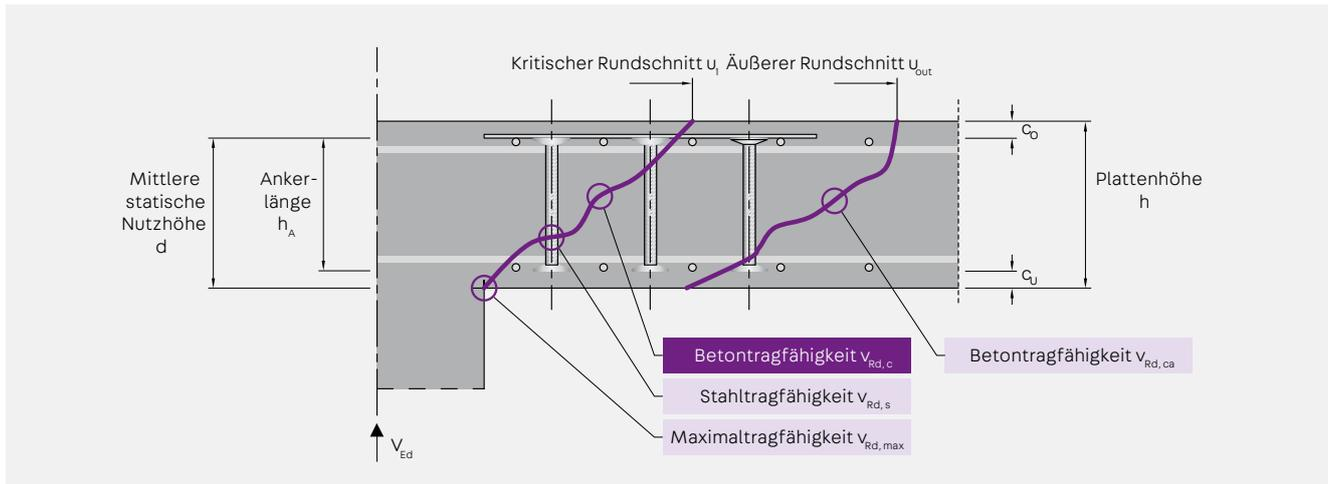 Kritischer Rundschnitt u1 Äußerer Rundschnitt uout
cO
Mittlere
statische
Nutzhöhe
d
Anker-
länge
hA
Plattenhöhe
h
cU
Betontragfähigkeit vRd,c
Betontragfähigkeit vRd,ca
Stahltragfähigkeit vRd,s
Maximaltragfähigkeit vRd,max
VEd